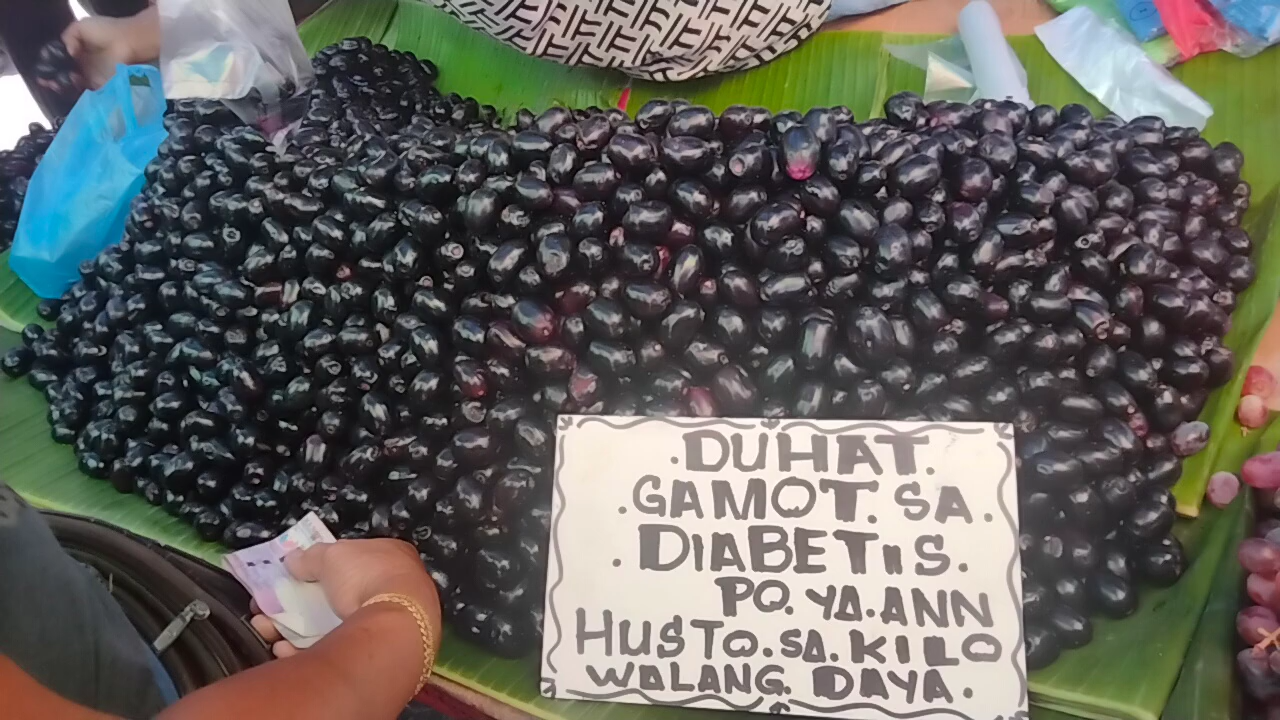 .DUHAT.
.GAMOT. SA.
. DIABETIS.
PO. YA.ANN
HUSTO.SA.KILO
WALANG. DAYA.